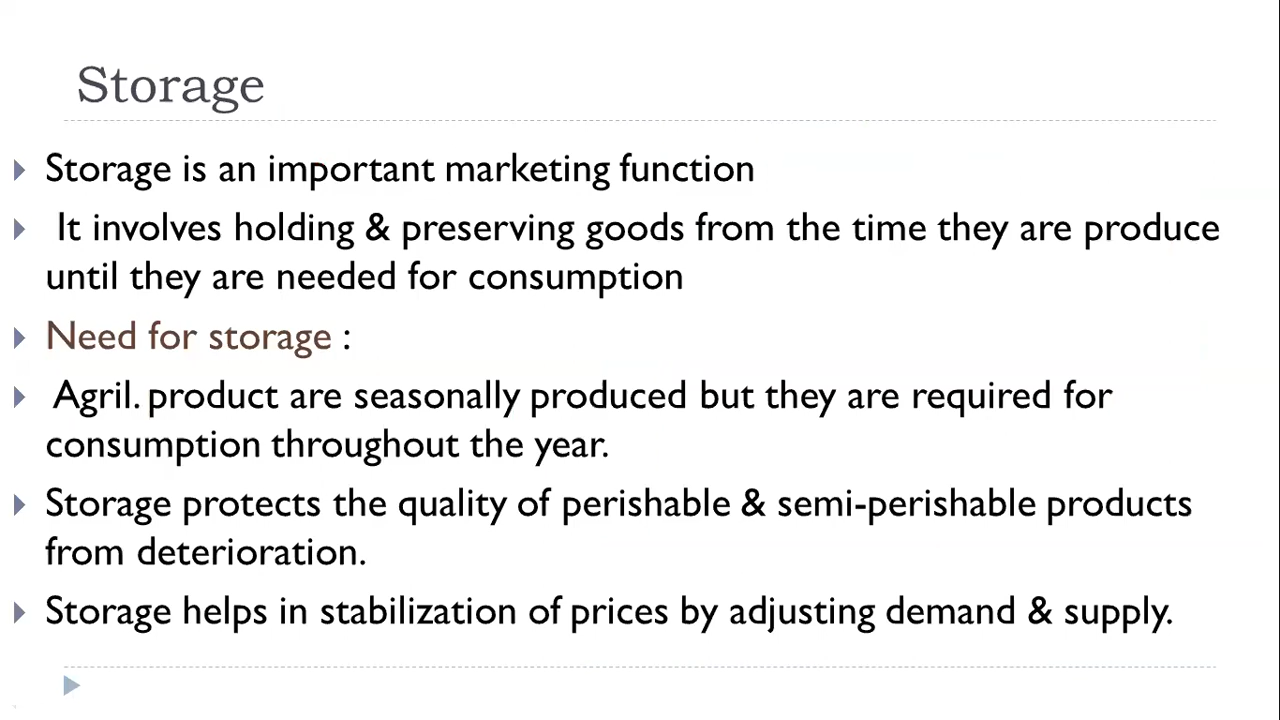 Storage
Storage is an important marketing function
It involves holding & preserving goods from the time they are produce
until they are needed for consumption
Need for storage :
Agril. product are seasonally produced but they are required for
consumption throughout the year.
Storage protects the quality of perishable & semi-perishable products
from deterioration.
Storage helps in stabilization of prices by adjusting demand & supply.